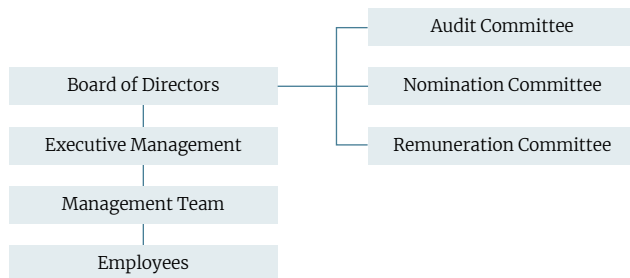 Audit Committee
Board of Directors
Nomination Committee
Executive Management
Remuneration Committee
Management Team
Employees